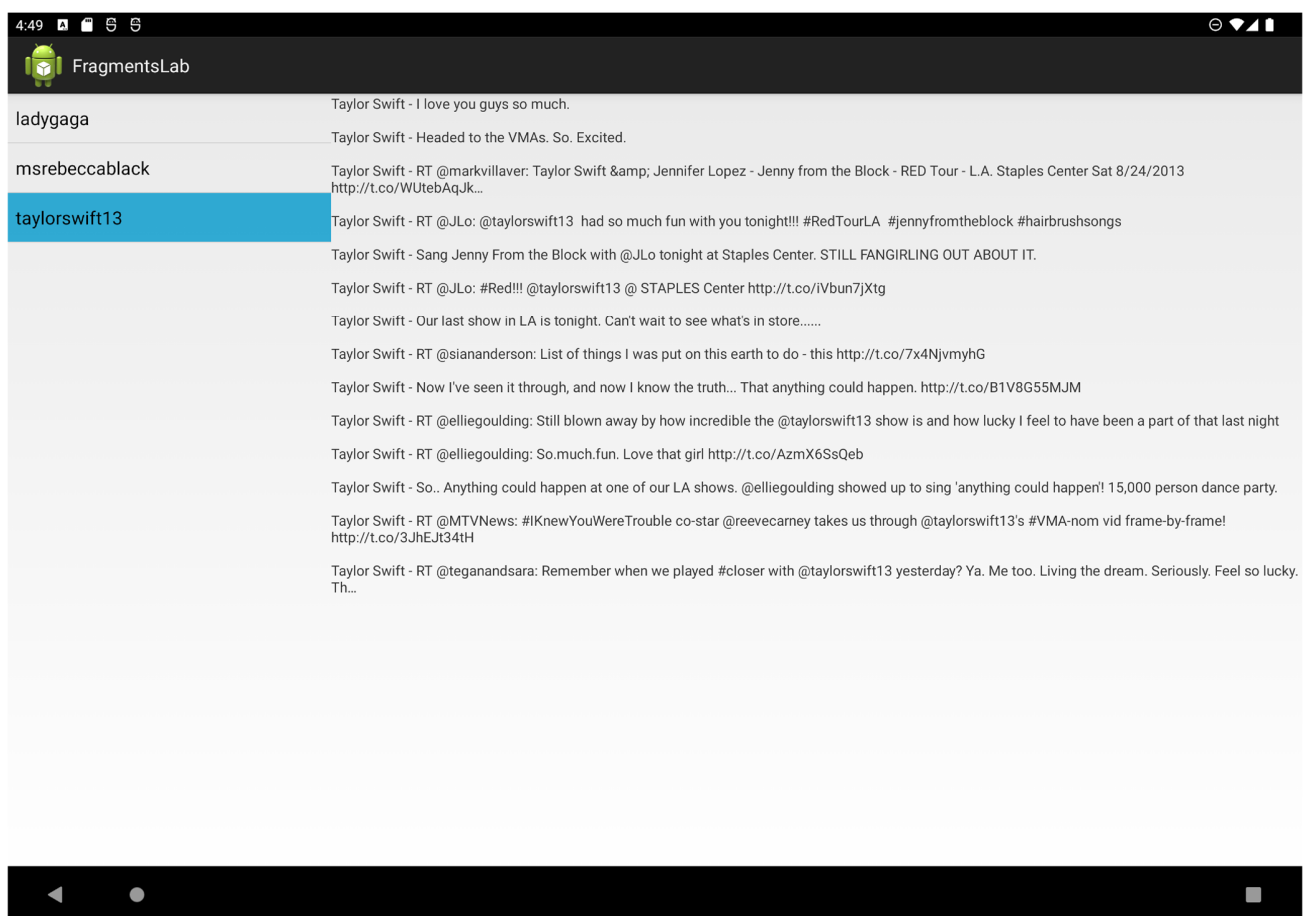 4:49
FragmentsLab
ladygaga
msrebeccablack
taylorswift13
Taylor Swift - I love you guys so much.
Taylor Swift - Headed to the VMAs. So. Excited.
Taylor Swift - RT @markvillaver: Taylor Swift &amp; Jennifer Lopez - Jenny from the Block - RED Tour - L.A. Staples Center Sat 8/24/2013
http://t.co/WUtebAqJk…
Taylor Swift - RT @JLo: @taylorswift13  had so much fun with you tonight!!! #RedTourLA  #jennyfromtheblock #hairbrushsongs
Taylor Swift - Sang Jenny From the Block with @JLo tonight at Staples Center. STILL FANGIRLING OUT ABOUT IT.
Taylor Swift - RT @JLo: #Red!!! @taylorswift13 @ STAPLES Center http://t.co/iVbun7jXtg
Taylor Swift - Our last show in LA is tonight. Can't wait to see what's in store......
Taylor Swift - RT @siananderson: List of things I was put on this earth to do - this http://t.co/7x4NjvmyhG
Taylor Swift - Now I've seen it through, and now I know the truth... That anything could happen. http://t.co/B1V8G55MJM
Taylor Swift - RT @elliegoulding: Still blown away by how incredible the @taylorswift13 show is and how lucky I feel to have been a part of that last night
Taylor Swift - RT @elliegoulding: So.much.fun. Love that girl http://t.co/AzmX6SsQeb
Taylor Swift - So.. Anything could happen at one of our LA shows. @elliegoulding showed up to sing 'anything could happen'! 15,000 person dance party.
Taylor Swift - RT @MTVNews: #IKnewYouWereTrouble co-star @reevecarney takes us through @taylorswift13's #VMA-nom vid frame-by-frame!
http://t.co/3JhEJt34tH
Taylor Swift - RT @teganandsara: Remember when we played #closer with @taylorswift13 yesterday? Ya. Me too. Living the dream. Seriously. Feel so lucky.
Th…